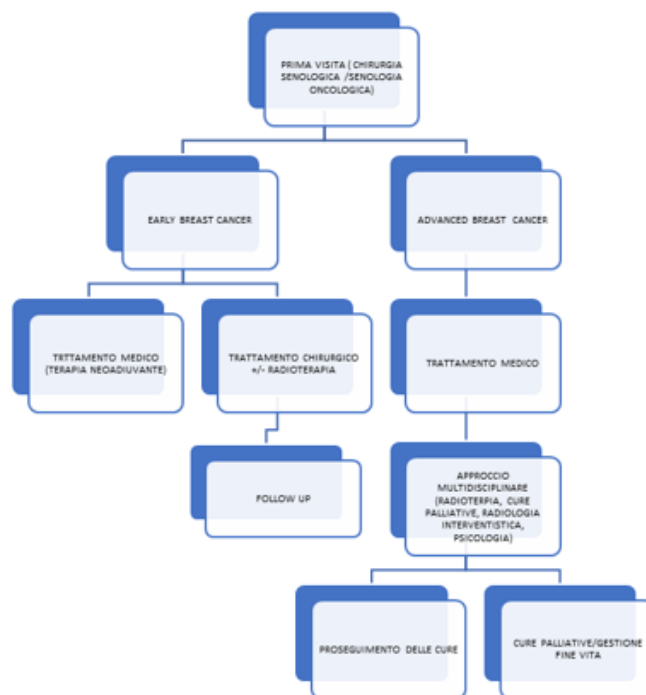 PRIMA VISITA ( CHIRURGIA
SENOLOGICA /SENOLOGIA
ONCOLOGICA)
EARLY BREAST CANCER
ADVANCED BREAST CANCER
TRTTAMENTO MEDICO
(TERAPIA NEOADIUVANTE)
TRATTAMENTO CHIRURGICO
+/- RADIOTERAPIA
TRATTAMENTO MEDICO
FOLLOW UP
APPROCCIO
MULTIDISCIPLINARE
(RADIOTERPIA, CURE
PALLIATIVE, RADIOLOGIA
INTERVENTISTICA,
PSICOLOGIA)
PROSEGUIMENTO DELLE CURE
CURE PALLIATIVE/GESTIONE
FINE VITA